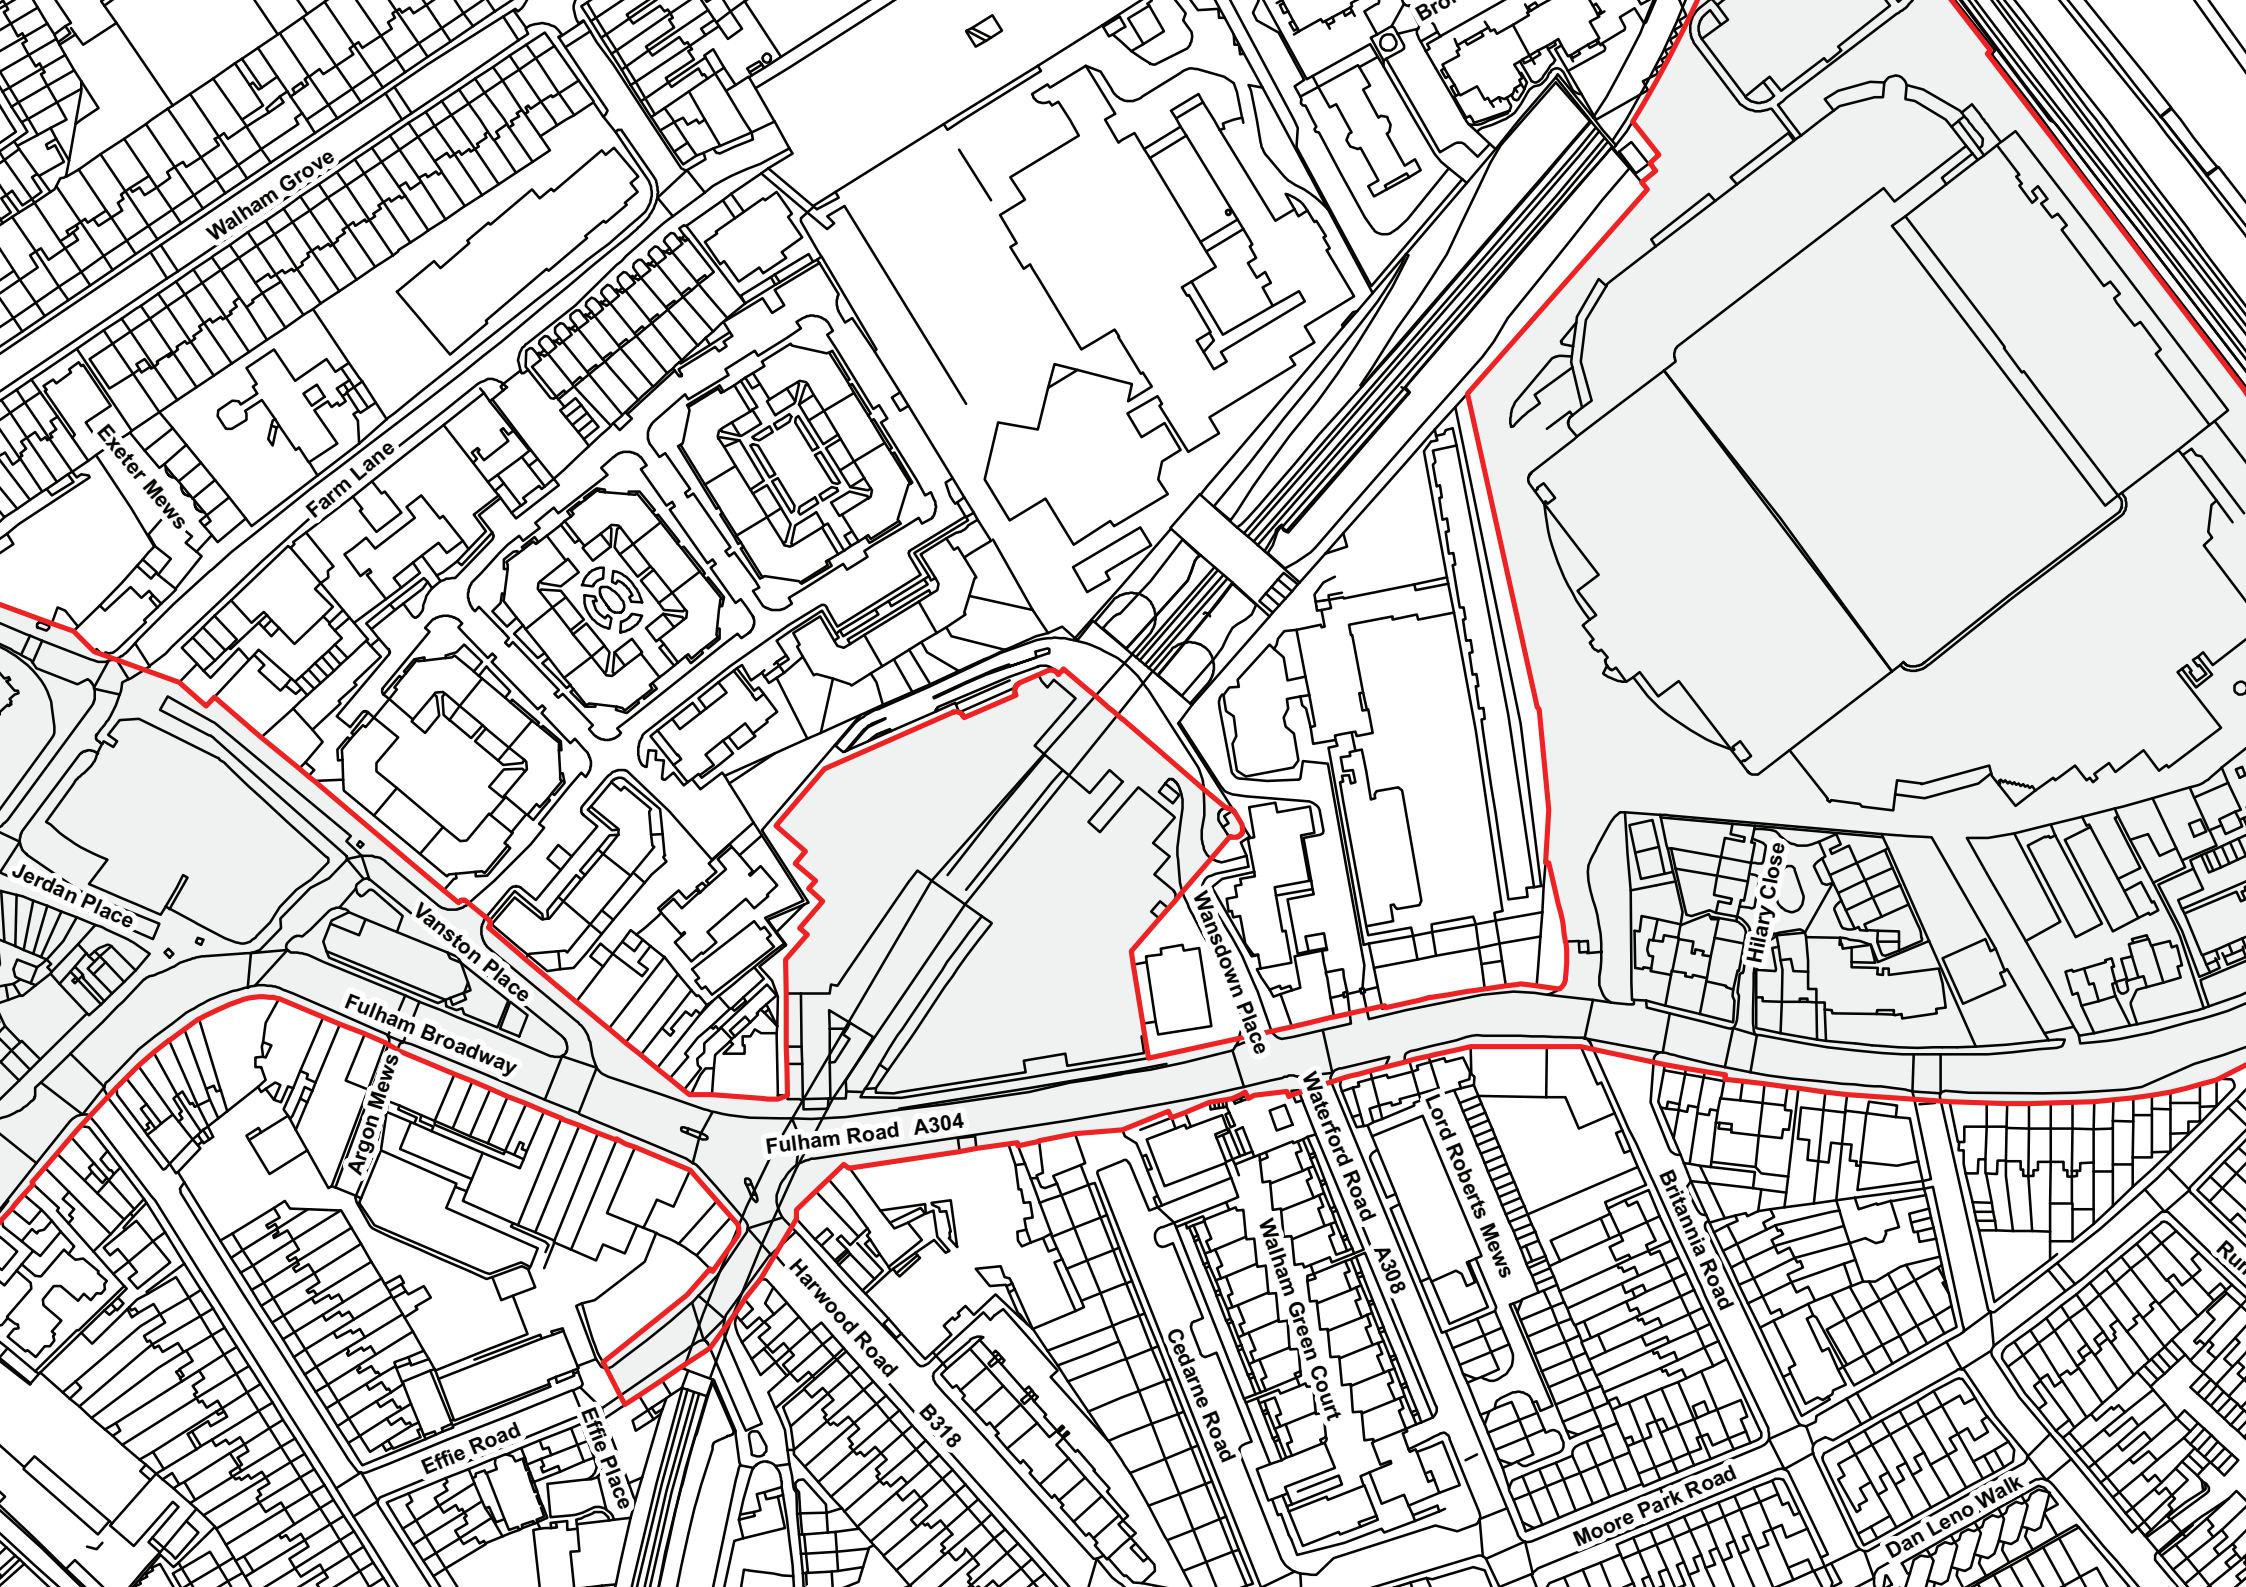 Walham Grove
Exeter Mews
Farm Lane
Jerdan Place
Vanston Place
Fulham Broadway
Argon Mews
Fulham Road A304
Wansdown Place
Hilary Close
Waterford Road A308
Lord Roberts Mews
Walham Green Court
Britannia Road
Harwood Road B318
Cedarne Road
Effie Road
Effie Place
Moore Park Road
Dan Leno Walk